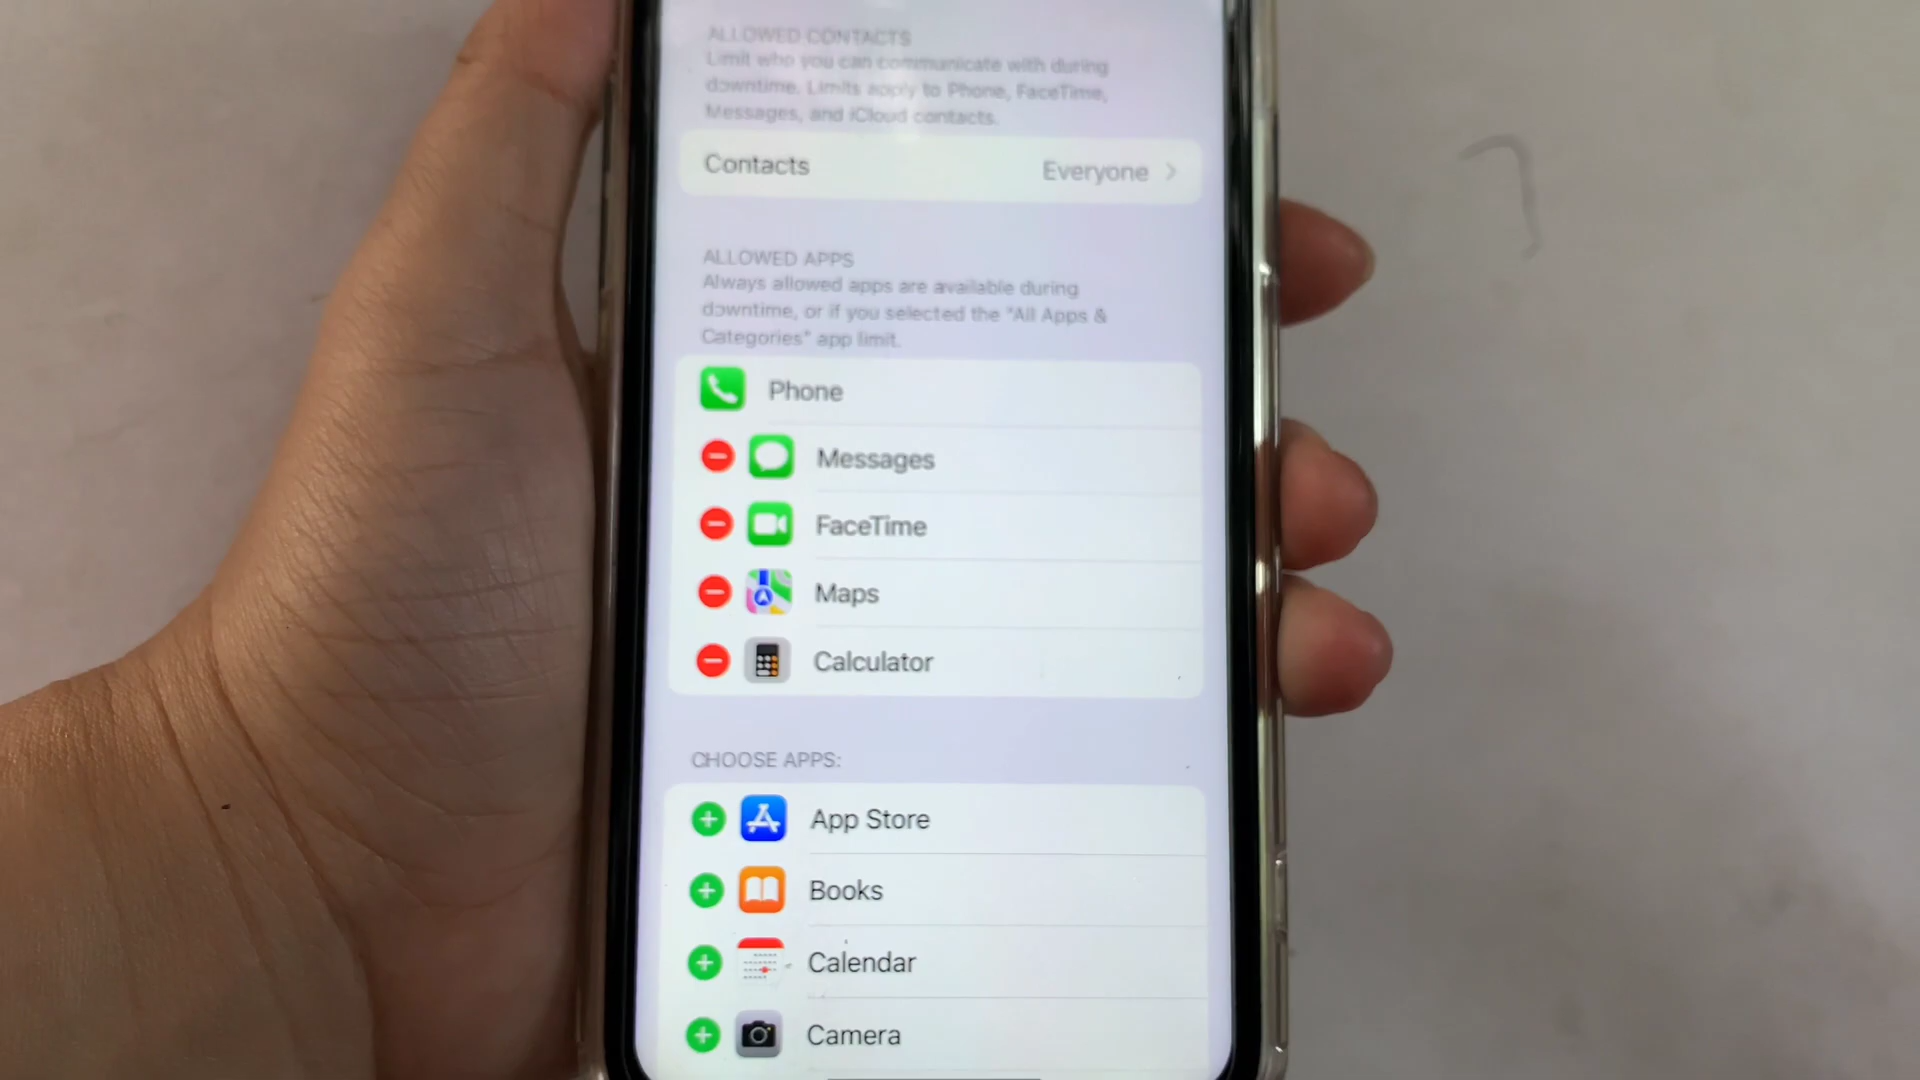 ALLOWED CONTACTS
Limit who you can communicate with during
downtime. Limits apply to Phone, FaceTime,
Messages, and iCloud contacts.
Contacts Everyone
ALLOWED APPS
Always allowed apps are available during
downtime, or if you selected the "All Apps &
Categories" app limit.
Phone
Messages
FaceTime
Maps
Calculator
CHOOSE APPS:
App Store
Books
Calendar
Camera